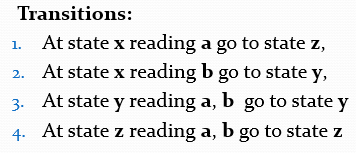 Transitions:
1. At state x reading a go to state z,
2. At state x reading b go to state y,
3. At state y reading a, b go to state y
4. At state z reading a, b go to state z